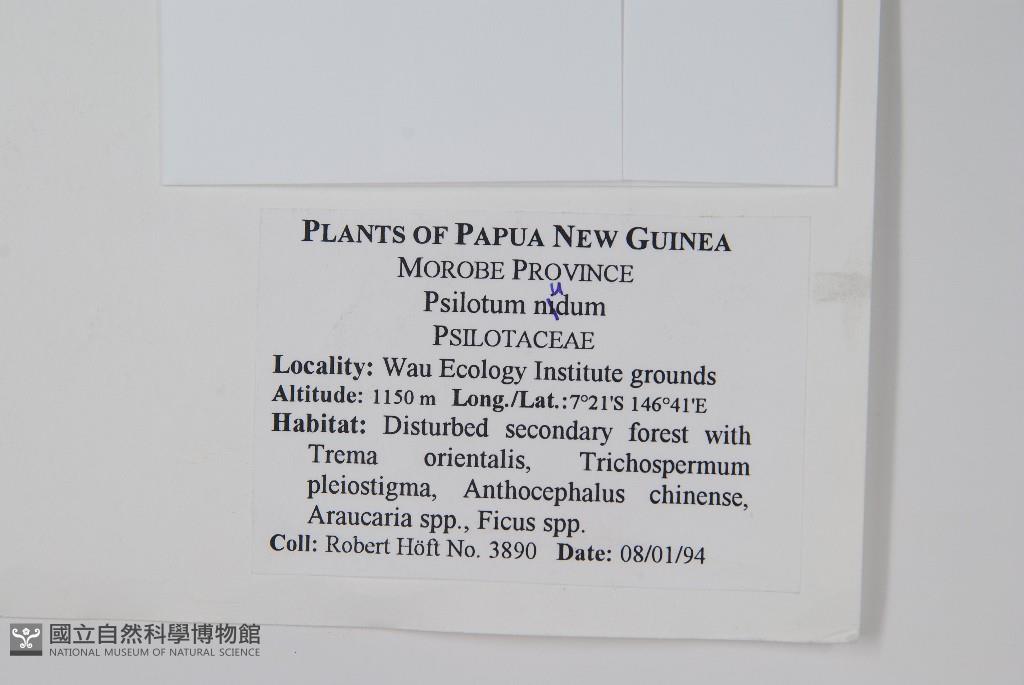 PLANTS OF PAPUA NEW GUINEA
MOROBE PROVINCE
Psilotum nudum
PSILOTACEAE
Locality: Wau Ecology Institute grounds
Altitude: 1150 m Long./Lat.:7°21'S 146°41'E
Habitat: Disturbed secondary forest with
Trema orientalis, Trichospermum
pleiostigma, Anthocephalus chinense,
Araucaria spp., Ficus spp.
Coll: Robert Höft No. 3890 Date: 08/01/94
國立自然科學博物館
NATIONAL MUSEUM OF NATURAL SCIENCE